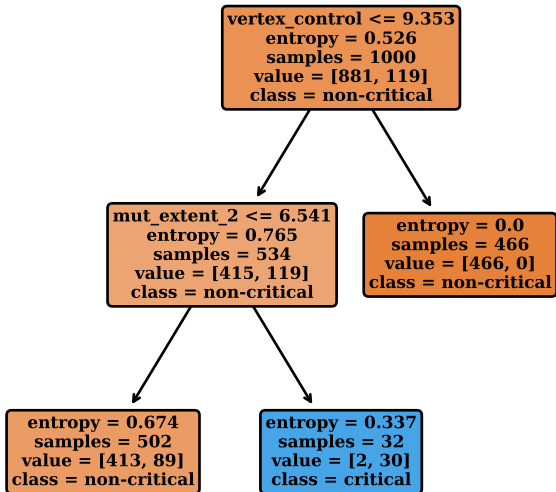 vertex_control <= 9.353
entropy = 0.526
samples = 1000
value = [881, 119]
class = non-critical
mut_extent_2 <= 6.541
entropy = 0.765
samples = 534
value = [415, 119]
class = non-critical
entropy = 0.0
samples = 466
value = [466, 0]
class = non-critical
entropy = 0.674
samples = 502
value = [413, 89]
class = non-critical
entropy = 0.337
samples = 32
value = [2, 30]
class = critical